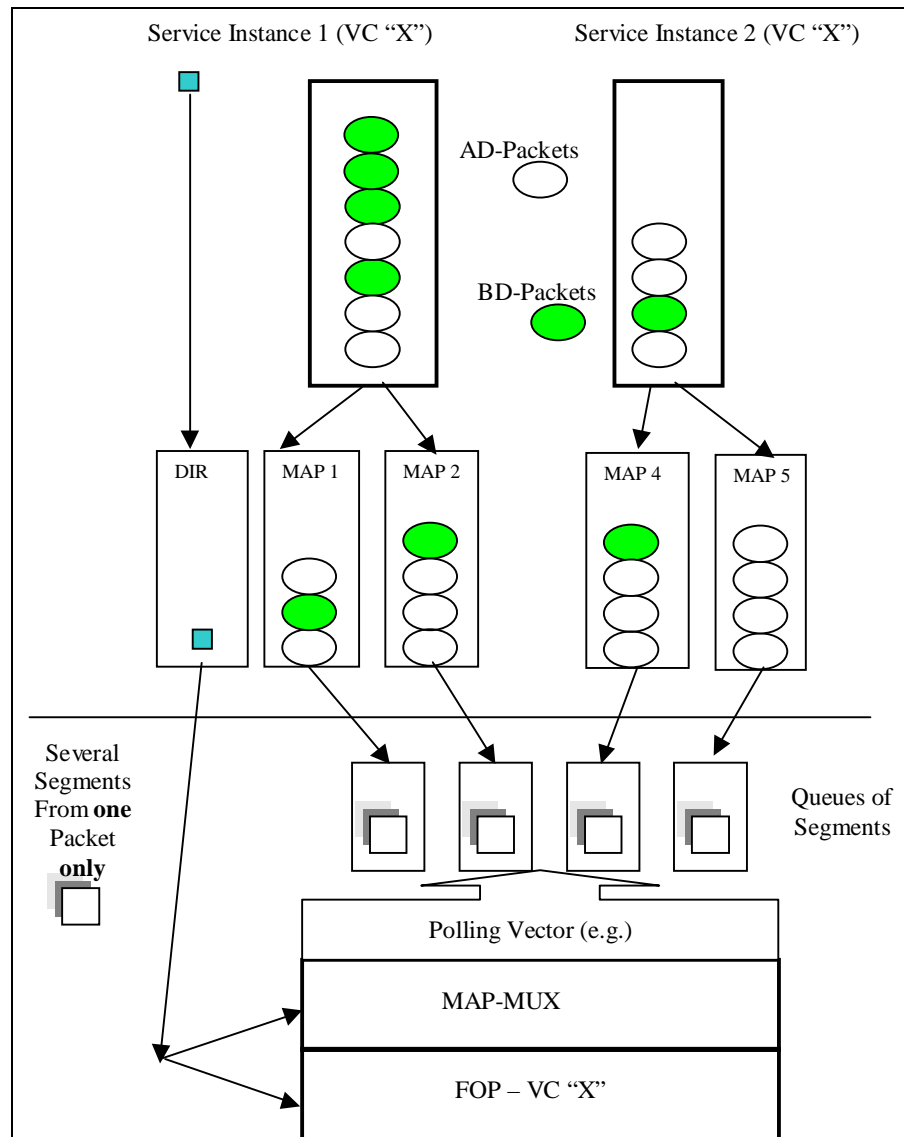 Service Instance 1 (VC “X”)
Service Instance 2 (VC “X”)
AD-Packets
BD-Packets
DIR
MAP 1
MAP 2
MAP 4
MAP 5
Several
Segments
From one
Packet
only
Queues of
Segments
Polling Vector (e.g.)
MAP-MUX
FOP – VC “X”